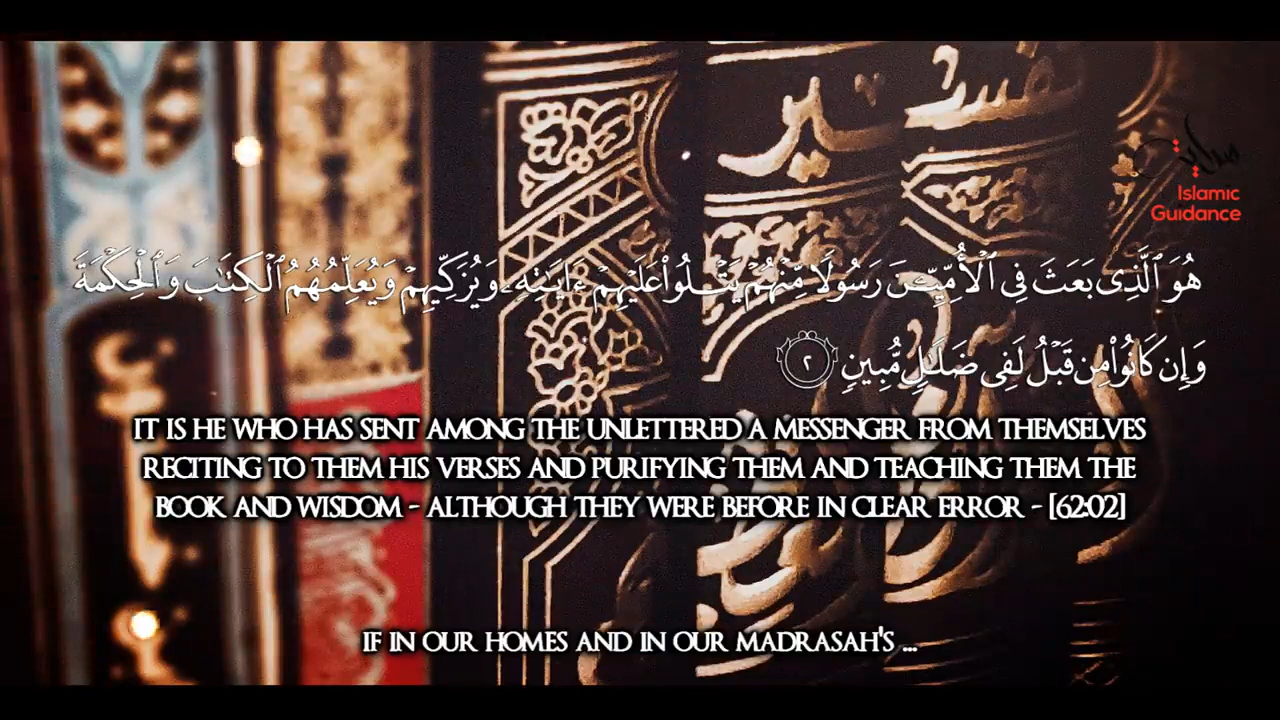 تفسير
هداية
Islamic
Guidance
هُوَ ٱلَّذِى بَعَثَ فِى ٱلْأُمِّيِّـۧنَ رَسُولًا مِّنْهُمْ يَتْلُوا۟ عَلَيْهِمْ ءَايَـٰتِهِۦ وَيُزَكِّيهِمْ وَيُعَلِّمُهُمُ ٱلْكِتَـٰبَ وَٱلْحِكْمَةَ
وَإِن كَانُوا۟ مِن قَبْلُ لَفِى ضَلَـٰلٍ مُّبِينٍ ٢
IT IS HE WHO HAS SENT AMONG THE UNLETTERED A MESSENGER FROM THEMSELVES
RECITING TO THEM HIS VERSES AND PURIFYING THEM AND TEACHING THEM THE
BOOK AND WISDOM - ALTHOUGH THEY WERE BEFORE IN CLEAR ERROR - [62:02]
IF IN OUR HOMES AND IN OUR MADRASAH'S ...